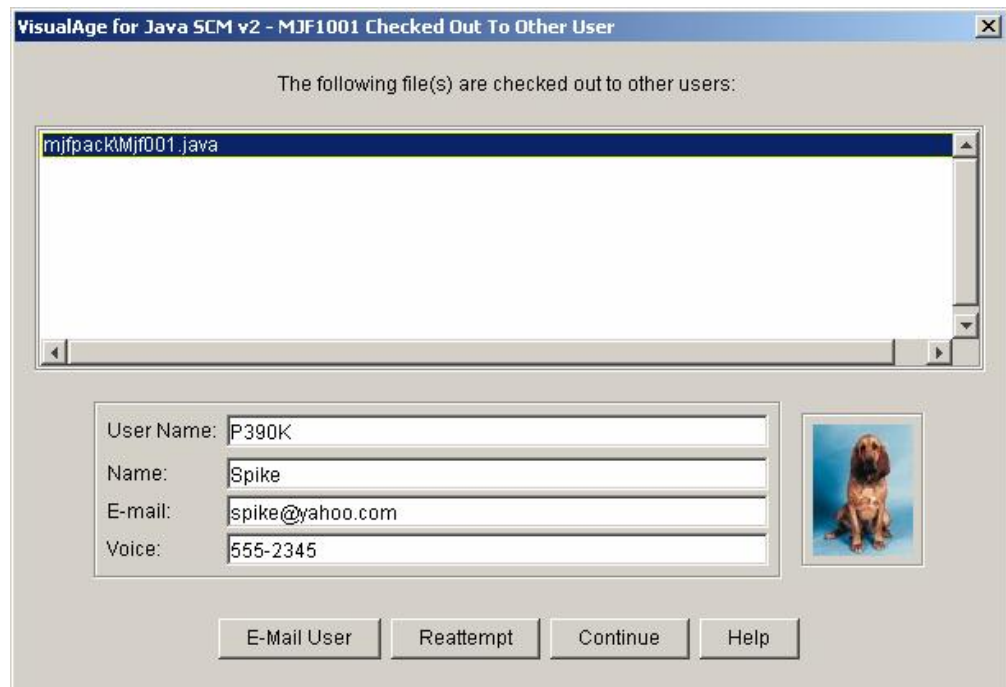 VisualAge for Java SCM v2 - MJF1001 Checked Out To Other User
The following file(s) are checked out to other users:
mjfpack\Mjf001.java
User Name: P390K
Name: Spike
E-mail: spike@yahoo.com
Voice: 555-2345
E-Mail User Reattempt Continue Help